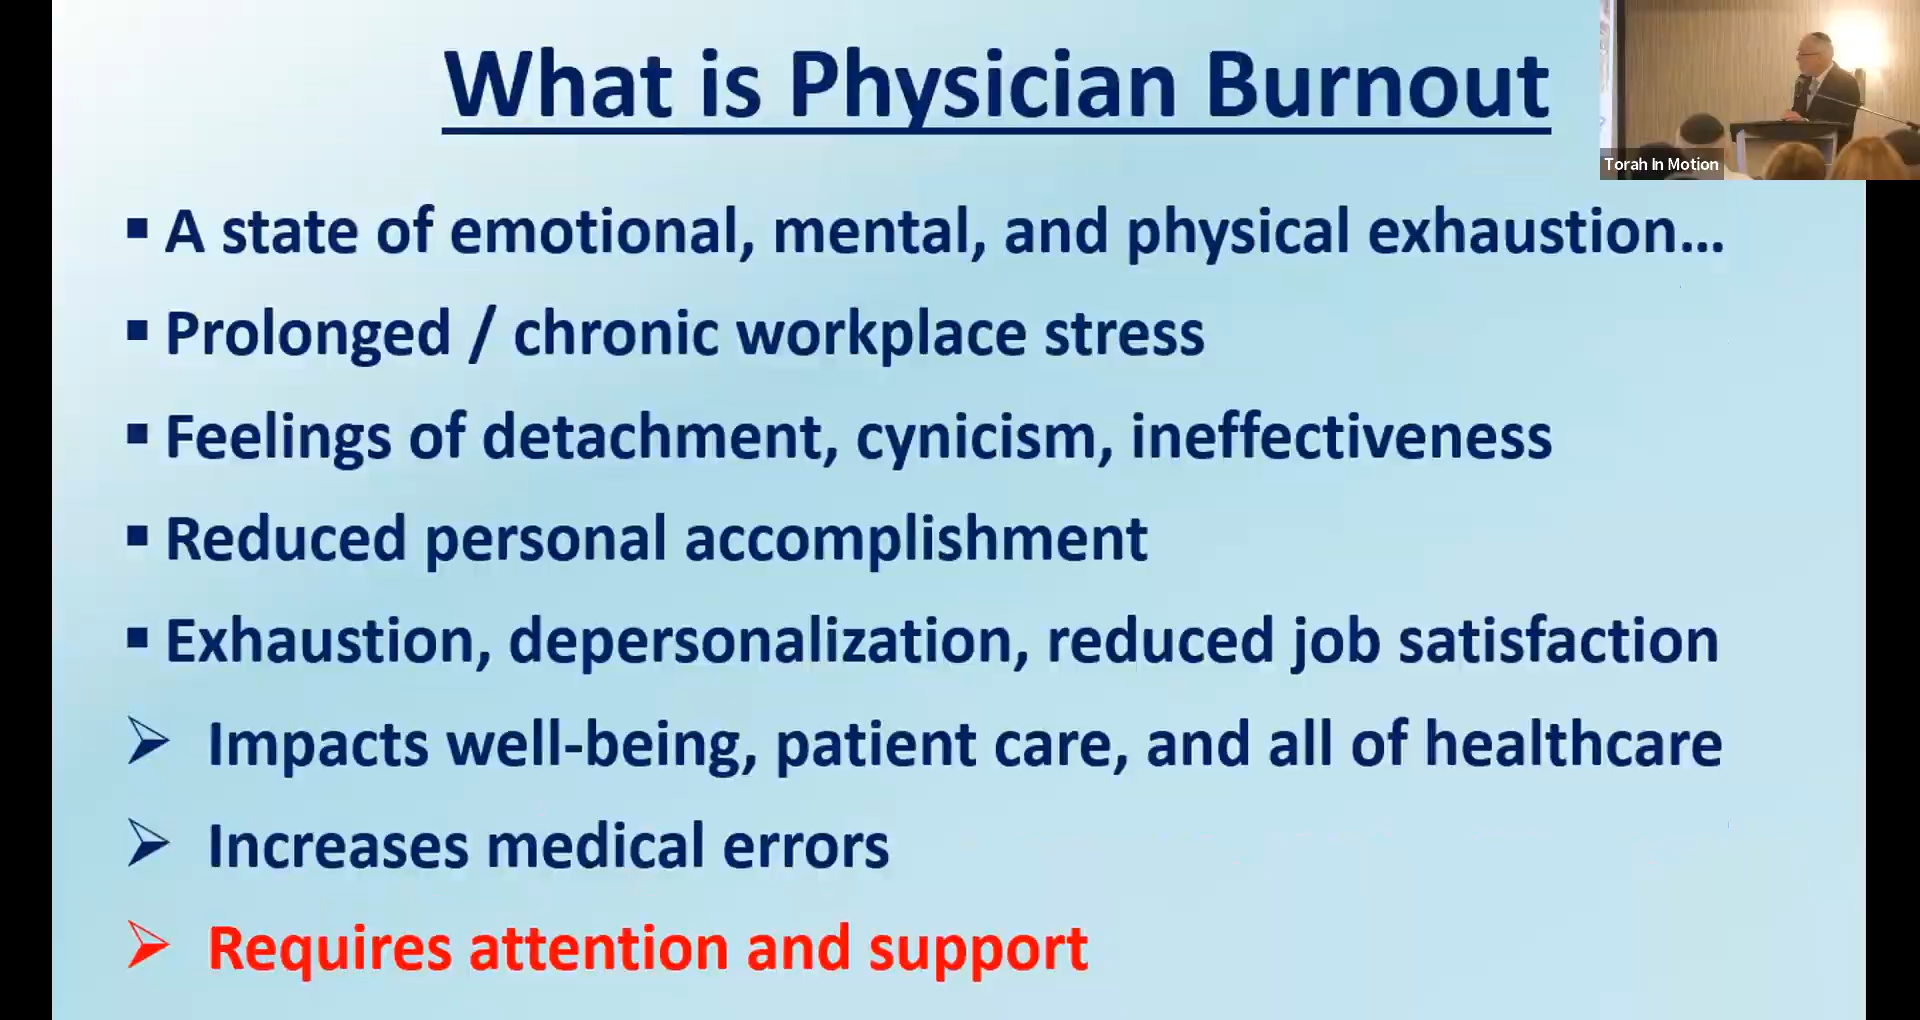 What is Physician Burnout
Torah In Motion
▪ A state of emotional, mental, and physical exhaustion…
▪ Prolonged / chronic workplace stress
▪ Feelings of detachment, cynicism, ineffectiveness
▪ Reduced personal accomplishment
▪ Exhaustion, depersonalization, reduced job satisfaction
➢ Impacts well-being, patient care, and all of healthcare
➢ Increases medical errors
➢ Requires attention and support